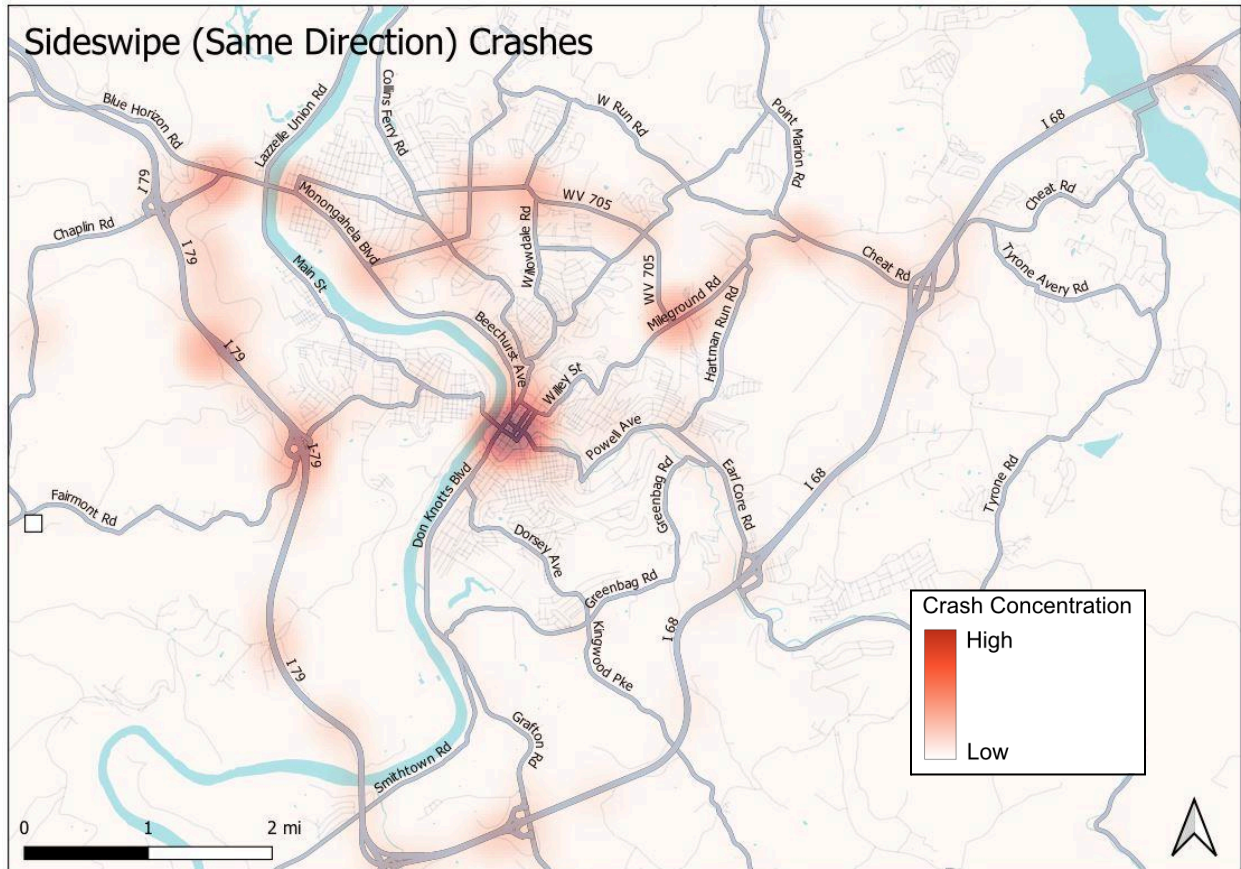 Sideswipe (Same Direction) Crashes
Blue Horizon Rd
Lazzelle Union Rd
Collins Ferry Rd
W Run Rd
Point Marion Rd
I 68
I 79
Chaplin Rd
Monongahela Blvd
WV 705
Cheat Rd
I 79
Main St
Willowdale Rd
WV 705
Cheat Rd
Tyrone Avery Rd
Mileground Rd
Hartman Run Rd
I 79
Beechurst Ave
Willey St
Powell Ave
I-79
Fairmont Rd
Don Knotts Blvd
Greenbag Rd
Earl Core Rd
I 68
Tyrone Rd
Dorsey Ave
Greenbag Rd
Kingwood Pke
I 68
I 79
Grafton Rd
Smithtown Rd
Crash Concentration
High
Low
0 1 2 mi